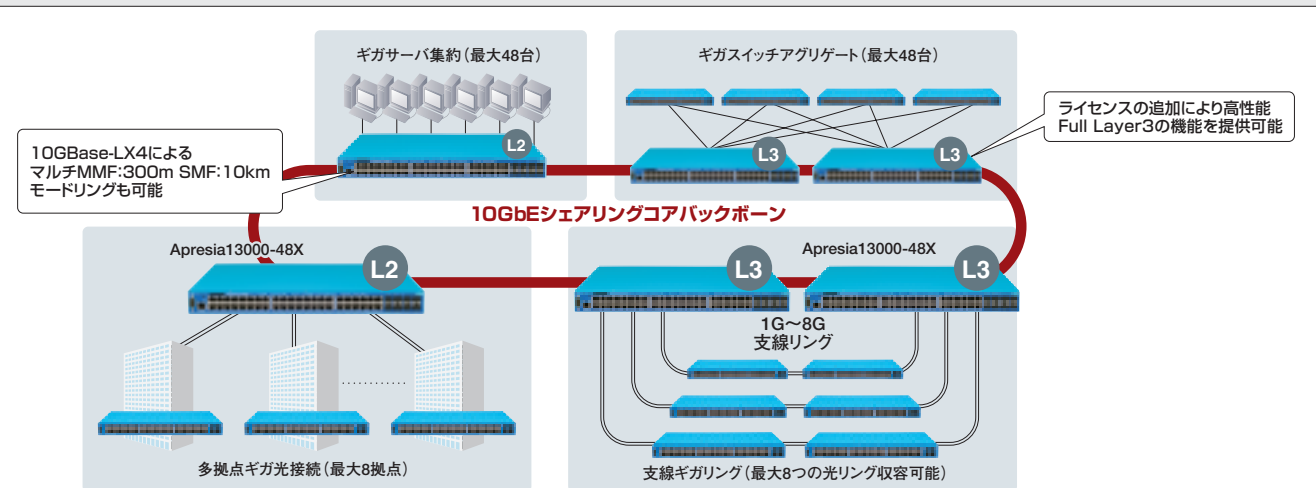 ギガサーバ集約（最大48台）
ギガスイッチアグリゲート（最大48台）
L2
L3
L3
10GBase-LX4による
マルチMMF:300m SMF:10km
モードリングも可能
ライセンスの追加により高性能
Full Layer3の機能を提供可能
10GbEシェアリングコアバックボーン
Apresia13000-48X
L2
L3
Apresia13000-48X
L3
1G～8G
支線リング
多拠点ギガ光接続（最大8拠点）
支線ギガリング（最大8つの光リング収容可能）